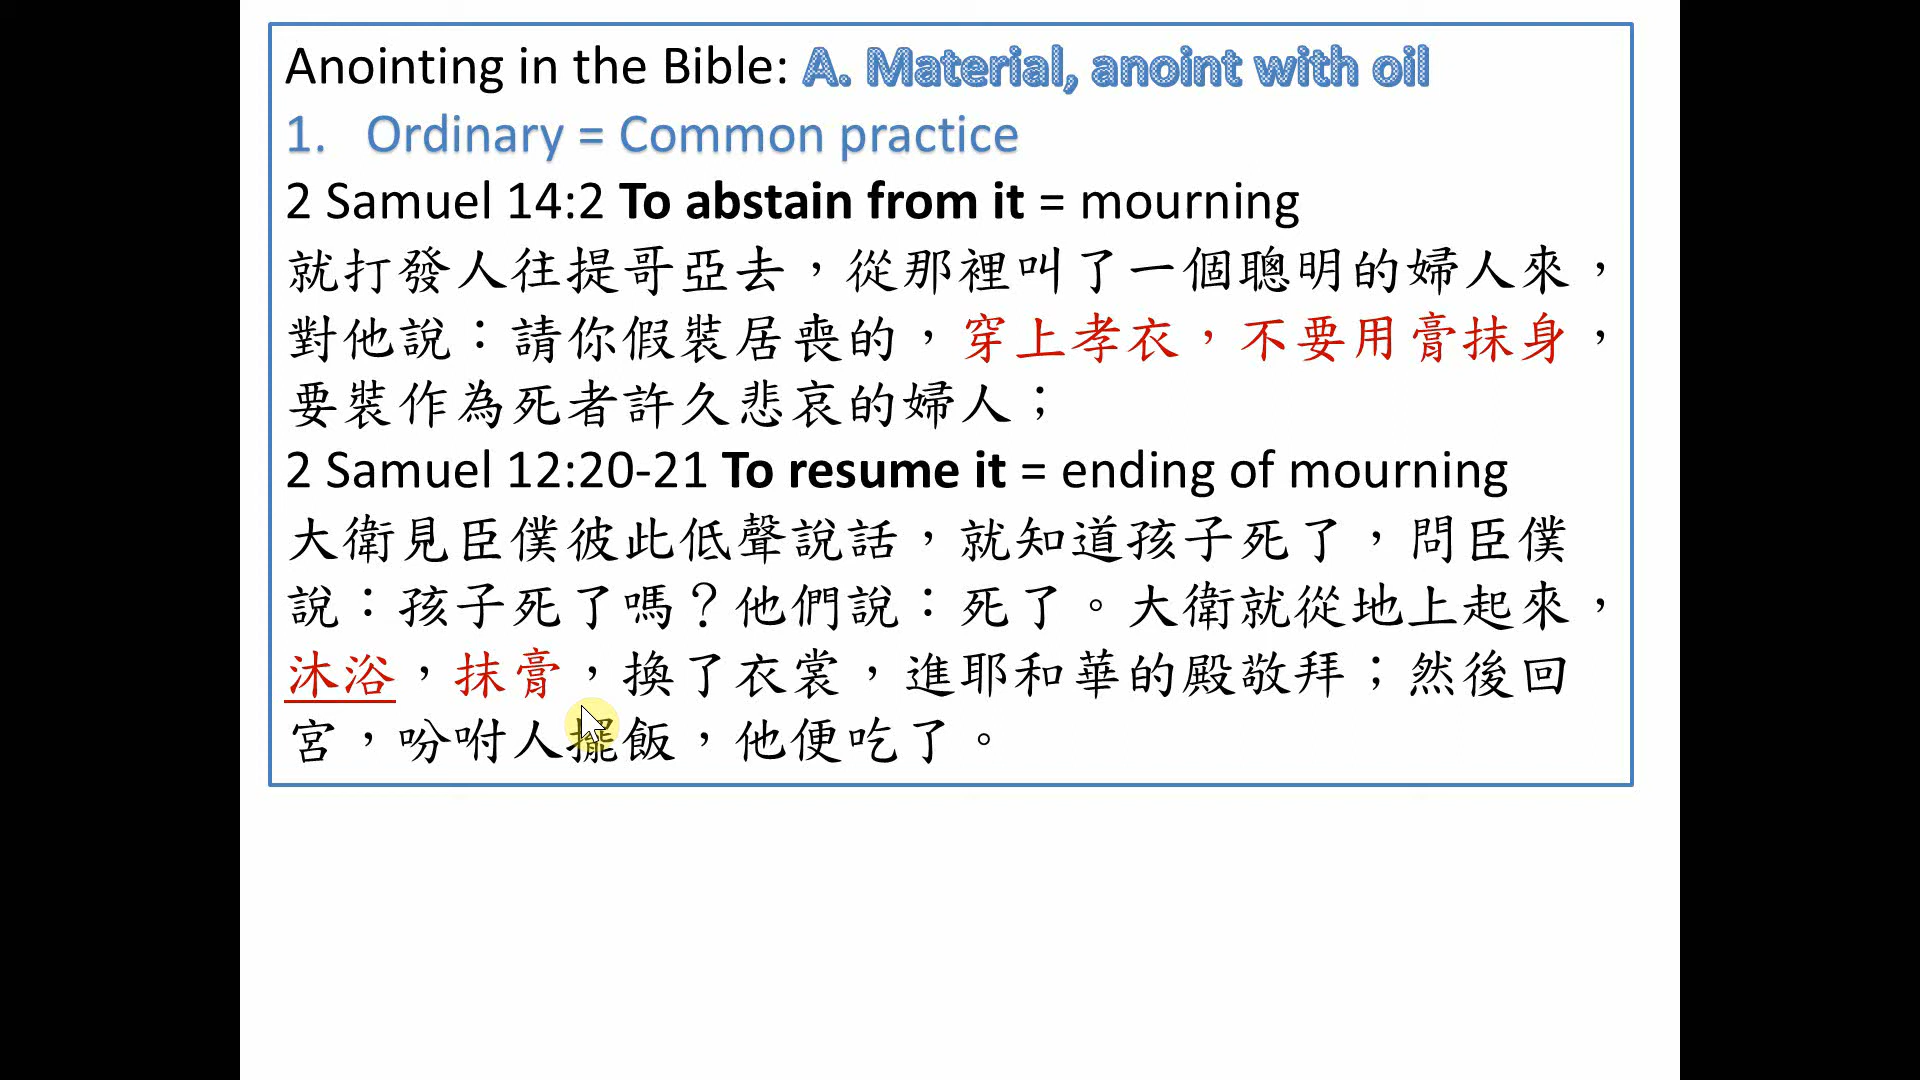 Anointing in the Bible: A. Material, anoint with oil
1. Ordinary = Common practice
2 Samuel 14:2 To abstain from it = mourning
就打發人往提哥亞去，從那裡叫了一個聰明的婦人來，
對他說：請你假裝居喪的，穿上孝衣，不要用膏抹身，
要裝作為死者許久悲哀的婦人；
2 Samuel 12:20-21 To resume it = ending of mourning
大衛見臣僕彼此低聲說話，就知道孩子死了，問臣僕
說：孩子死了嗎？他們說：死了。大衛就從地上起來，
沐浴，抹膏，換了衣裳，進耶和華的殿敬拜；然後回
宮，吩咐人擺飯，他便吃了。